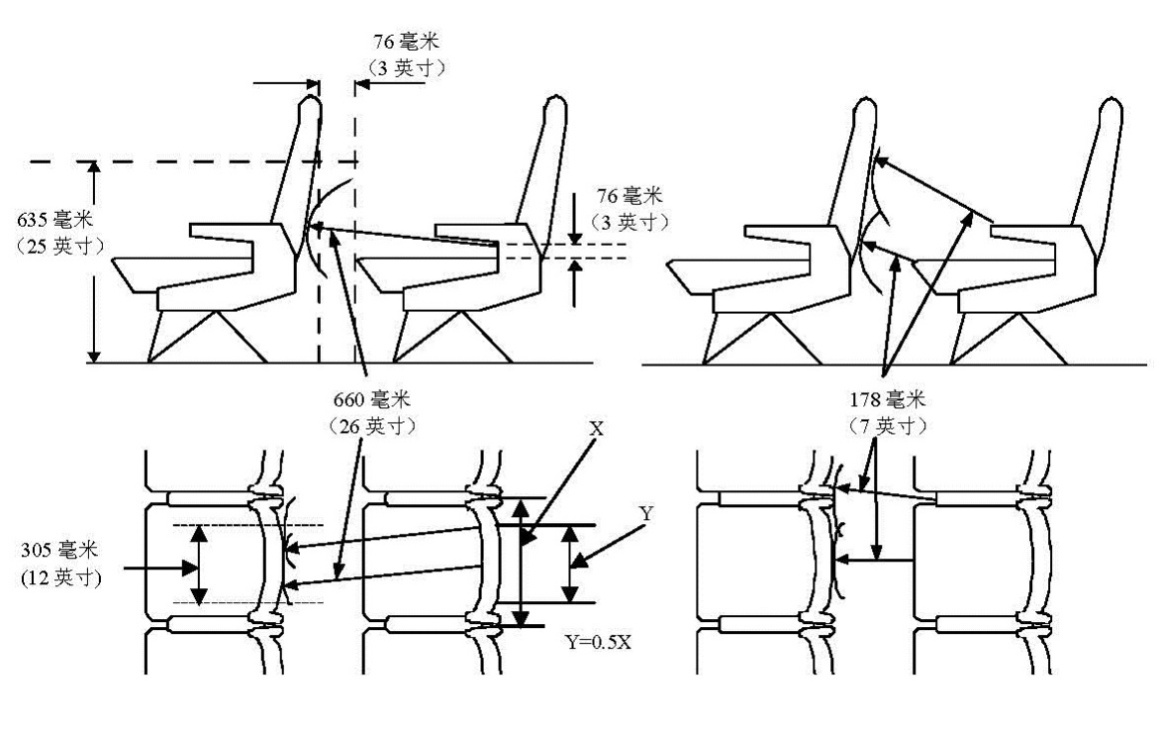 76 毫米
（3 英寸）
635 毫米
（25 英寸）
76 毫米
（3 英寸）
660 毫米
（26 英寸）
178 毫米
（7 英寸）
X
Y
305 毫米
(12 英寸)
Y=0.5X